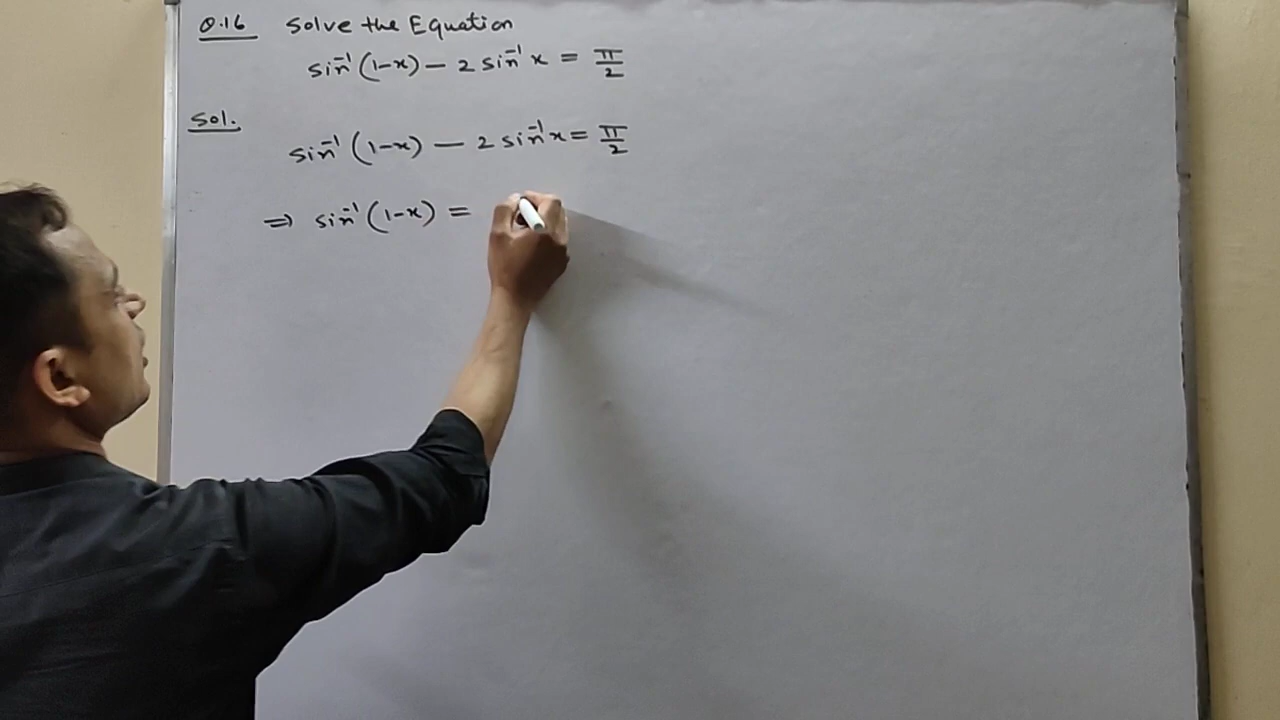 Q.16 Solve the Equation
sin⁻¹(1-x) - 2 sin⁻¹x = π/2
Sol.
sin⁻¹(1-x) - 2 sin⁻¹x = π/2
⇒ sin⁻¹(1-x) =